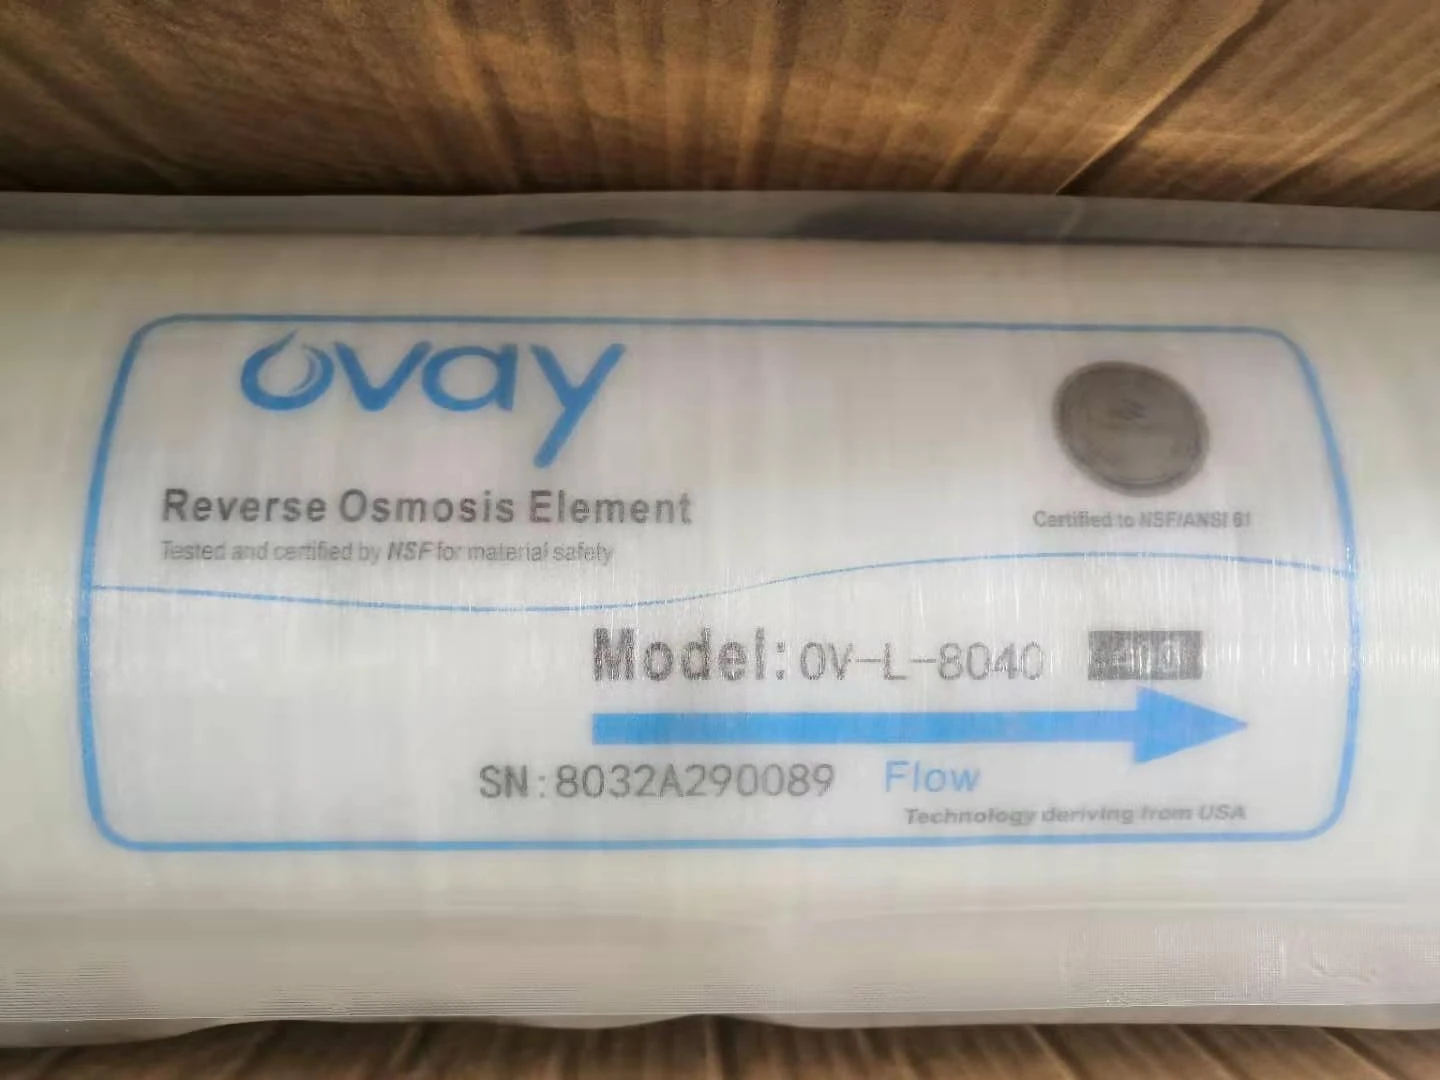 ovay
Reverse Osmosis Element
Tested and certified by NSF for material safety
Certified to NSF/ANSI 61
Model: OV-L-8040
SN:8032A290089
Flow
Technology deriving from USA